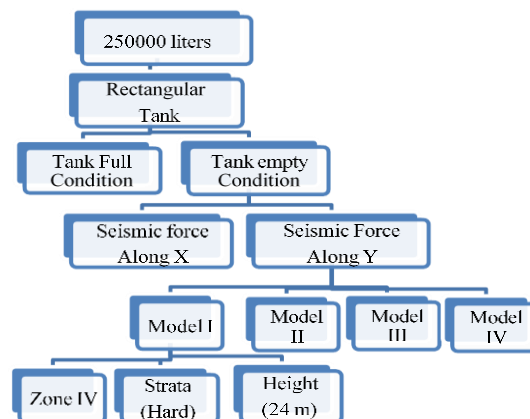 250000 liters
Rectangular
Tank
Tank Full
Condition
Tank empty
Condition
Seismic force
Along X
Seismic Force
Along Y
Model I
Model
II
Model
III
Model
IV
Zone IV
Strata
(Hard)
Height
(24 m)